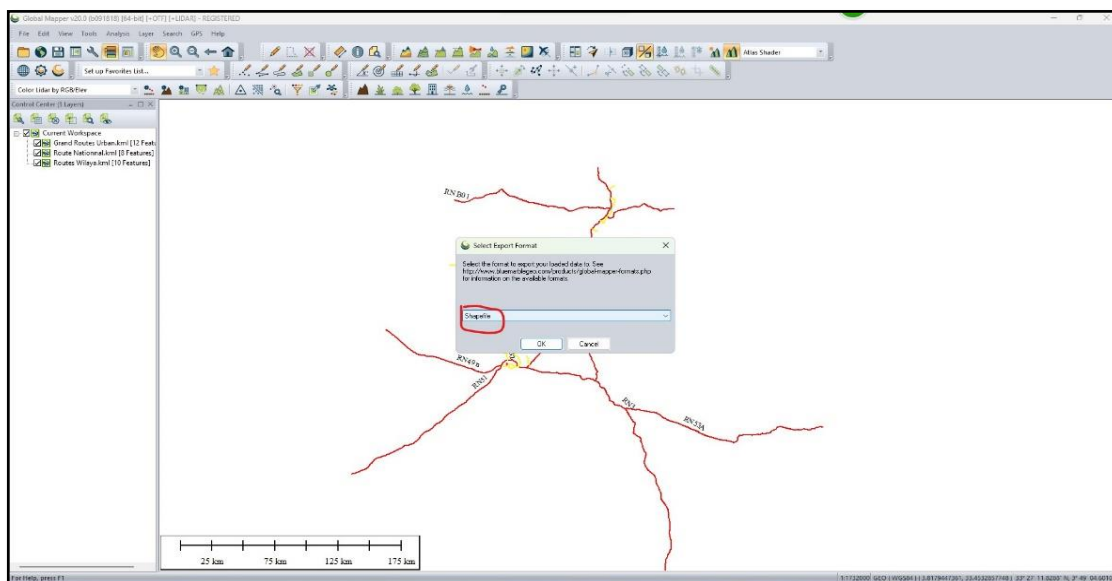 Global Mapper v20.0 (b091818) [64-bit] [+OTF] [+LIDAR] - REGISTERED
File Edit View Tools Analysis Layer Search GPS Help
Atlas Shader
Set up Favorites List...
Color Lidar by RGB/Elev
Control Center (3 Layers)
Current Workspace
Grand Routes Urban.kml [12 Feat
Route Nationnal.kml [8 Features]
Routes Wilaya.kml [10 Features]
RNB01
Select Export Format
Select the format to export your loaded data to. See
http://www.bluemarblegeo.com/products/global-mapper-formats.php
for information on the available formats.
Shapefile
OK Cancel
RN49a
RN51
RN1
RN33A
25 km 75 km 125 km 175 km
For Help, press F1